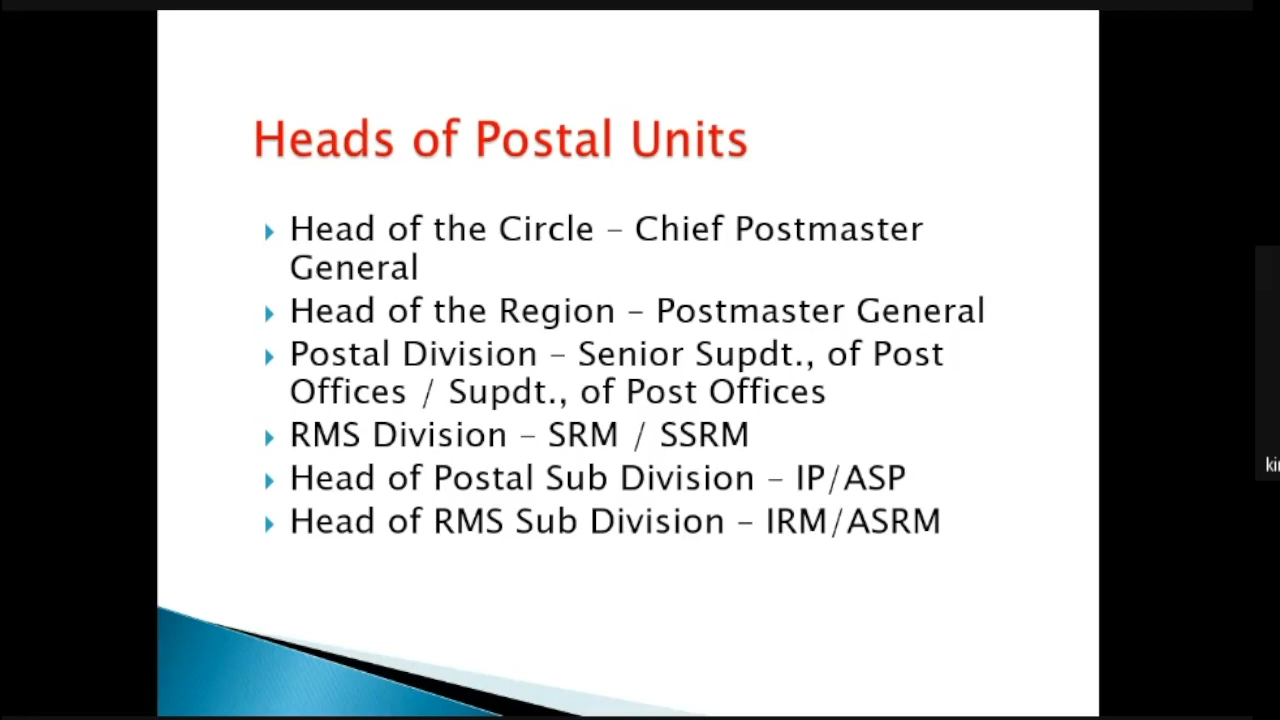 Heads of Postal Units
Head of the Circle – Chief Postmaster
General
Head of the Region – Postmaster General
Postal Division – Senior Supdt., of Post
Offices / Supdt., of Post Offices
RMS Division – SRM / SSRM
Head of Postal Sub Division – IP/ASP
Head of RMS Sub Division – IRM/ASRM